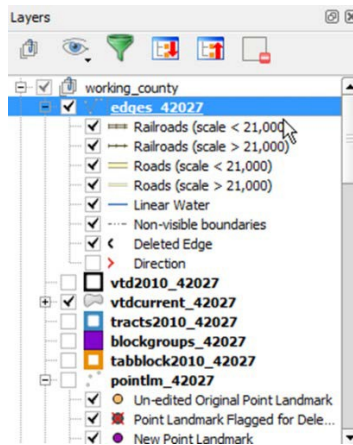 Layers
working_county
edges_42027
Railroads (scale < 21,000)
Railroads (scale > 21,000)
Roads (scale < 21,000)
Roads (scale > 21,000)
Linear Water
Non-visible boundaries
Deleted Edge
Direction
vtd2010_42027
vtdcurrent_42027
tracts2010_42027
blockgroups_42027
tabblock2010_42027
pointlm_42027
Un-edited Original Point Landmark
Point Landmark Flagged for Dele...
New Point Landmark